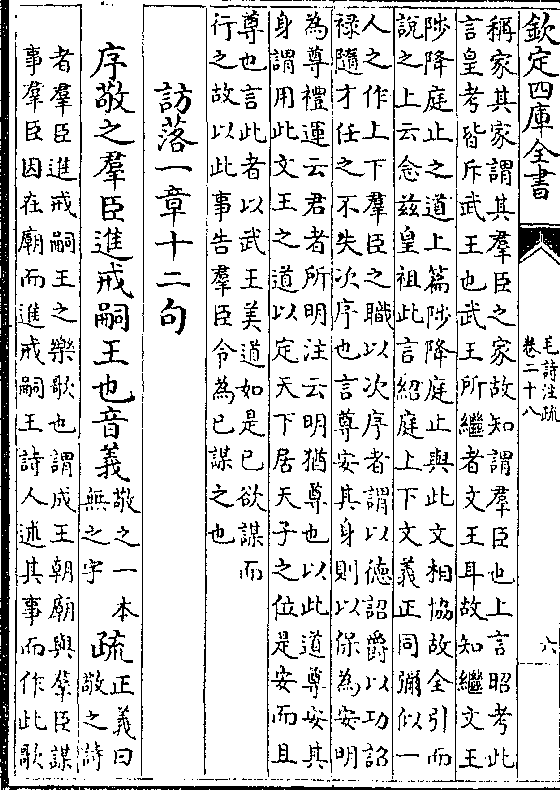 欽定四庫全書
毛詩注疏
卷二十八
六
稱家其家謂其羣臣之家故知謂羣臣也上言昭考此
言皇考皆斥武王也武王所繼者文王耳故知繼文王
陟降庭止之道上篇陟降庭止與此文相協故全引而
說之上云念兹皇祖此言紹庭上下文義正同彌似一
人之作上下羣臣之職以次序者謂以德詔爵以功詔
禄隨才任之不失次序也言尊安其身則以保為安明
為尊禮運云君者所明注云明猶尊也以此道尊安其
身謂用此文王之道以定天下居天子之位是安而且
尊也言此者以武王美道如是已欲謀而
行之故以此事告羣臣令為已謀之也
訪落一章十二句
序敬之羣臣進戒嗣王也音義
敬之一本
無之字
疏
正義曰
敬之詩
者羣臣進戒嗣王之樂歌也謂成王朝廟與羣臣謀
事羣臣因在廟而進戒嗣王詩人述其事而作此歌